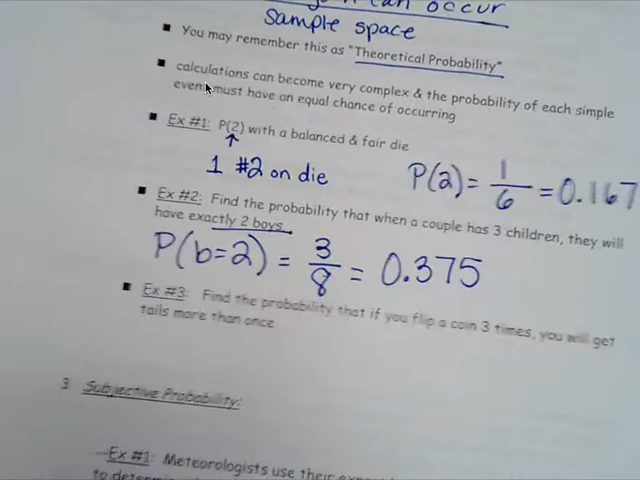 can occur
Sample space
▪ You may remember this as "Theoretical Probability"
▪ calculations can become very complex & the probability of each simple
event must have an equal chance of occurring
▪ Ex #1: P(2) with a balanced & fair die
↑
1 #2 on die
P(2) = 1/6 = 0.167
▪ Ex #2: Find the probability that when a couple has 3 children, they will
have exactly 2 boys.
P(b=2) = 3/8 = 0.375
▪ Ex #3: Find the probability that if you flip a coin 3 times, you will get
tails more than once
3 Subjective Probability:
Ex #1: Meteorologists use their
to